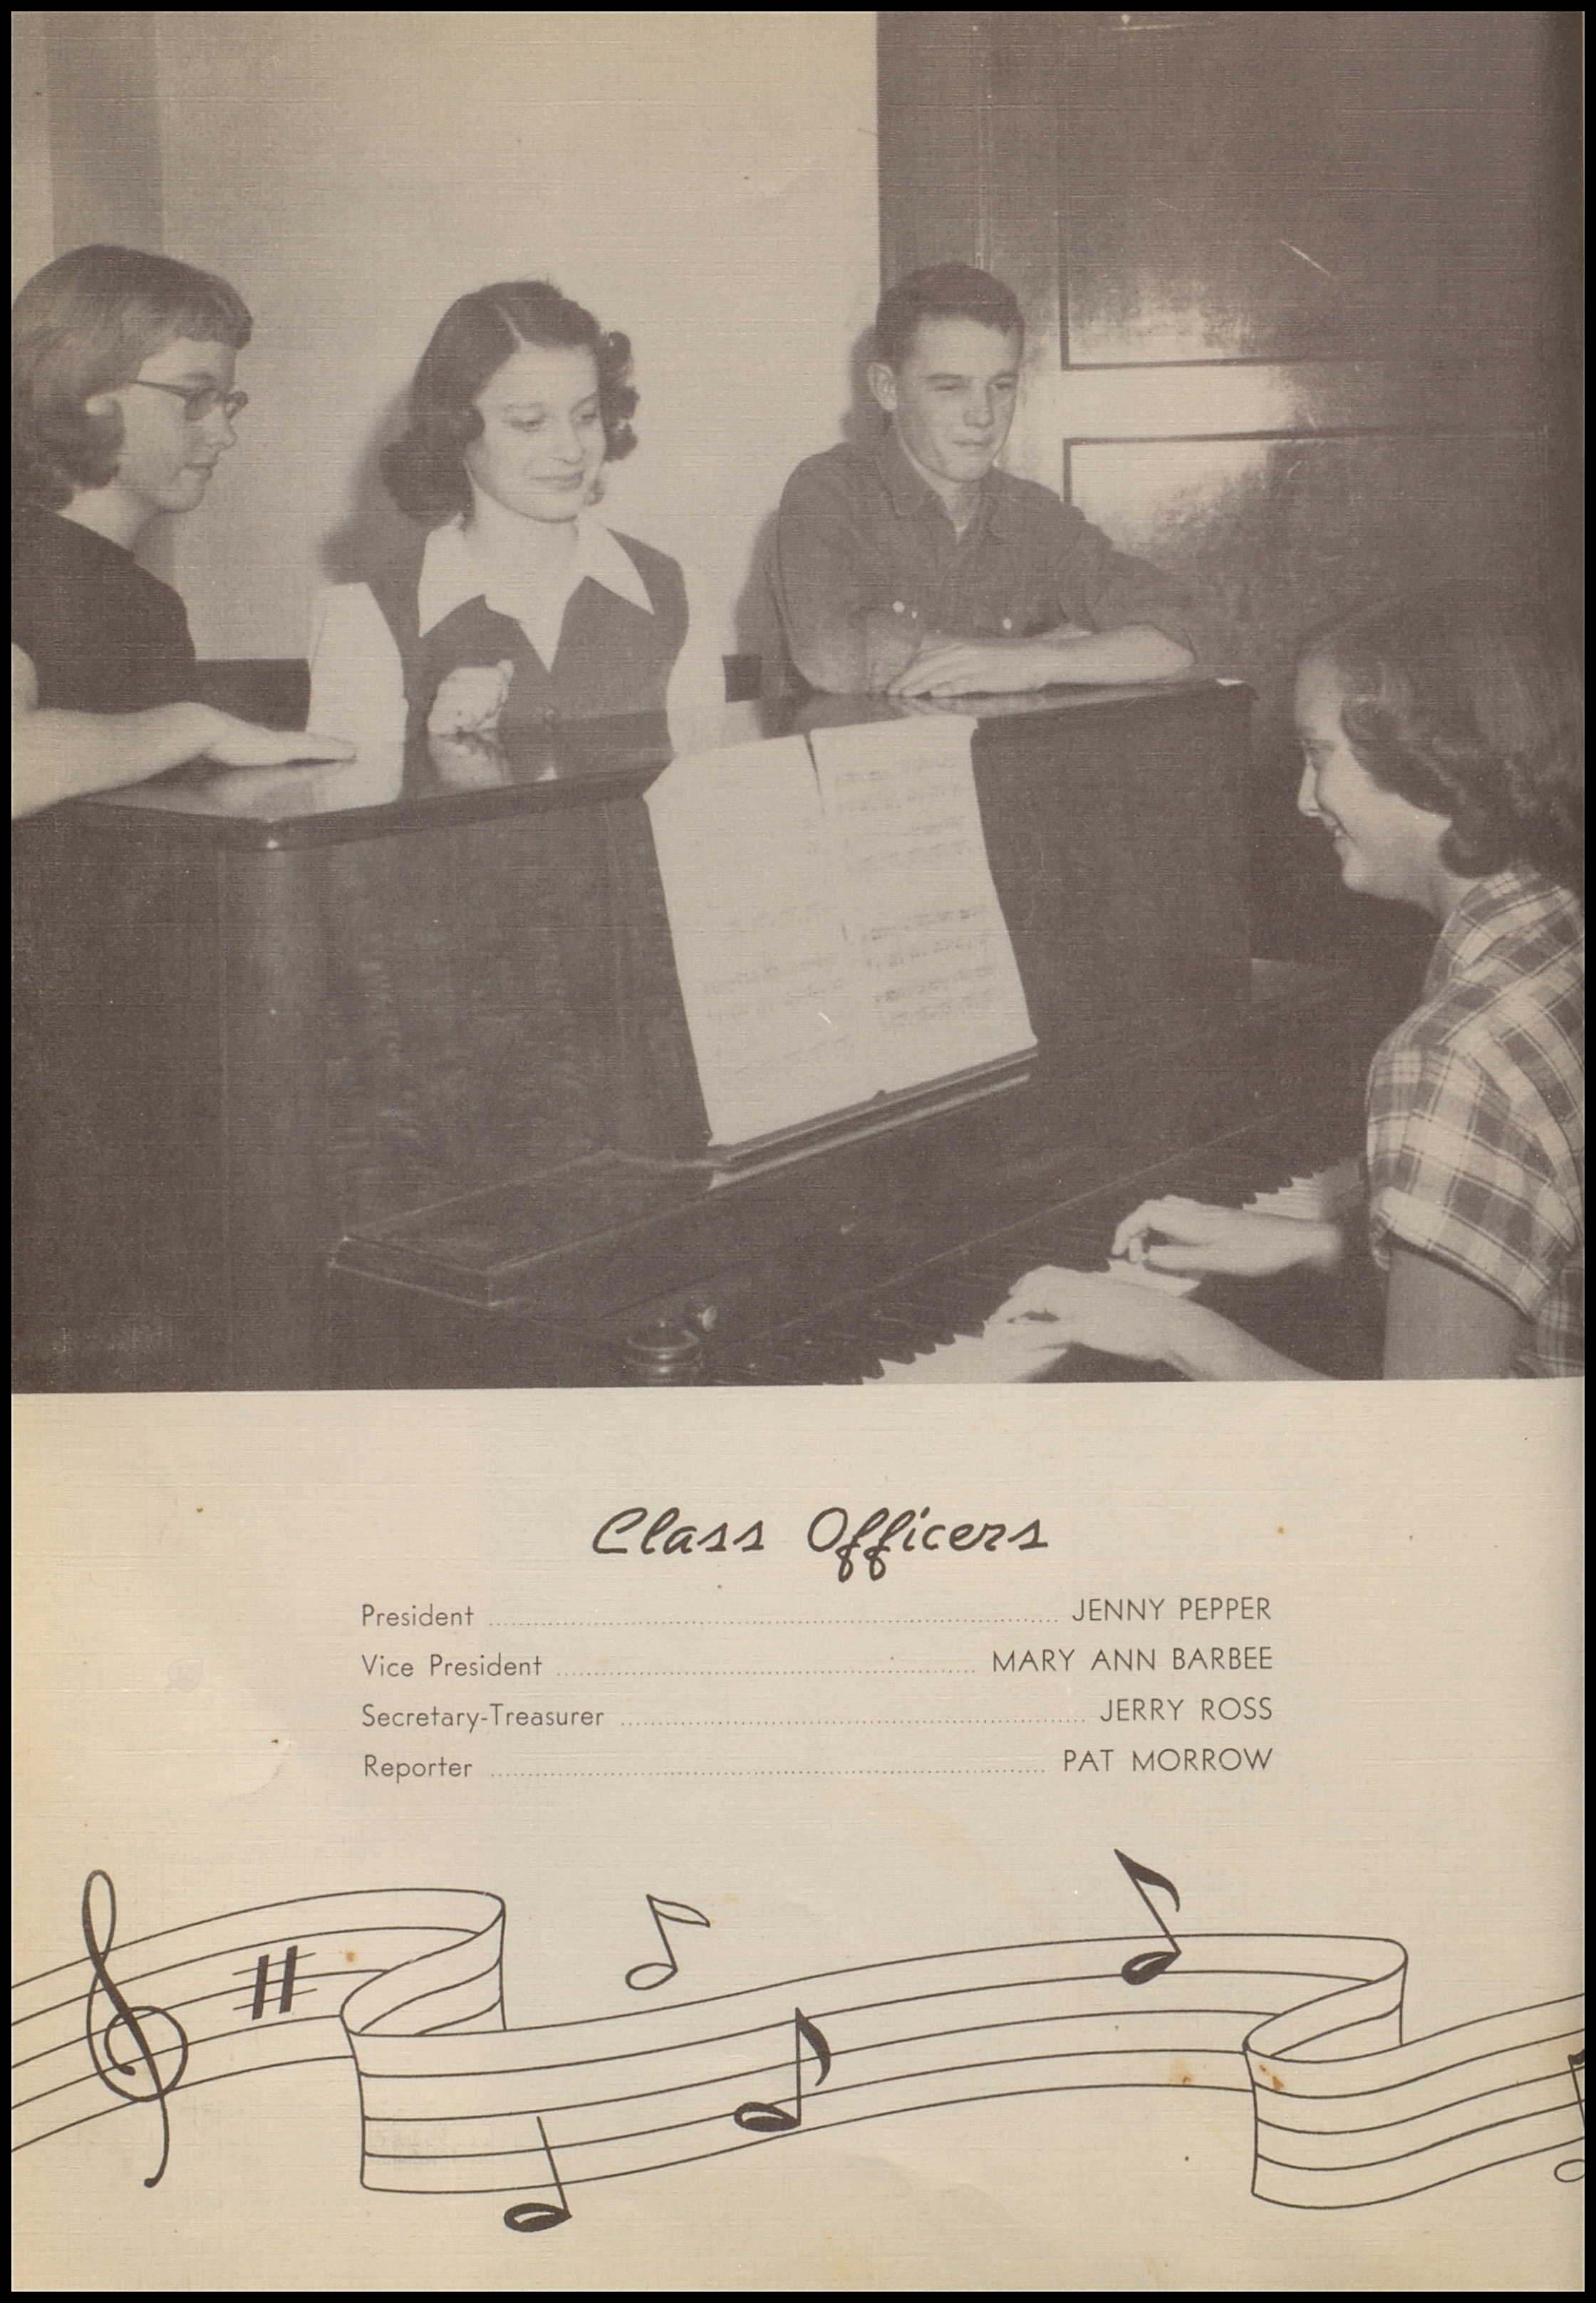 Class Officers
President ........ JENNY PEPPER
Vice President ........ MARY ANN BARBEE
Secretary-Treasurer ........ JERRY ROSS
Reporter ........ PAT MORROW